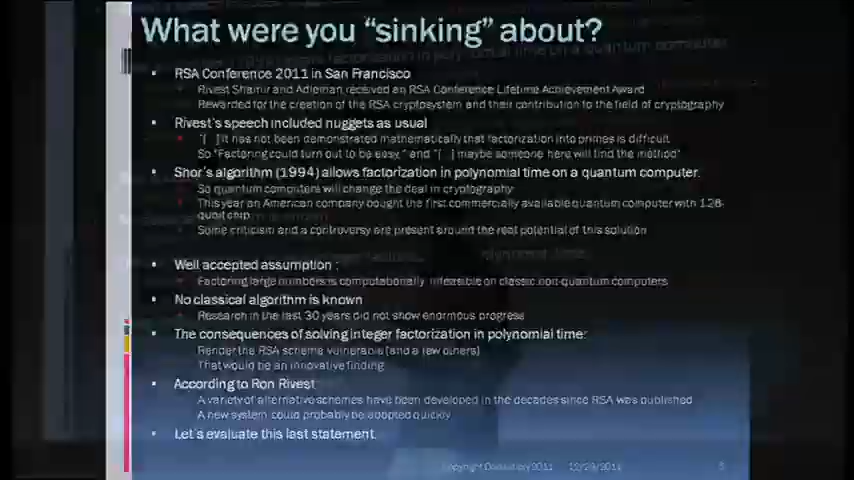 What were you “sinking” about?
RSA Conference 2011 in San Francisco
Rivest Shamir and Adleman received an RSA Conference Lifetime Achievement Award
Rewarded for the creation of the RSA cryptosystem and their contribution to the field of cryptography
Rivest's speech included nuggets as usual
"[ ] it has not been demonstrated mathematically that factorization into primes is difficult
So "Factoring could turn out to be easy," and "[ ] maybe someone here will find the method"
Shor's algorithm (1994) allows factorization in polynomial time on a quantum computer.
So quantum computers will change the deal in cryptography
This year an American company bought the first commercially available quantum computer with 128-
qubit chip
Some criticism and a controversy are present around the real potential of this solution
Well accepted assumption :
Factoring large numbers is computationally infeasible on classic non-quantum computers
No classical algorithm is known
Research in the last 30 years did not show enormous progress
The consequences of solving integer factorization in polynomial time:
Render the RSA scheme vulnerable (and a few others)
That would be an innovative finding
According to Ron Rivest
A variety of alternative schemes have been developed in the decades since RSA was published
A new system could probably be adopted quickly
Let's evaluate this last statement.
Copyright 2011 12/29/2011 5